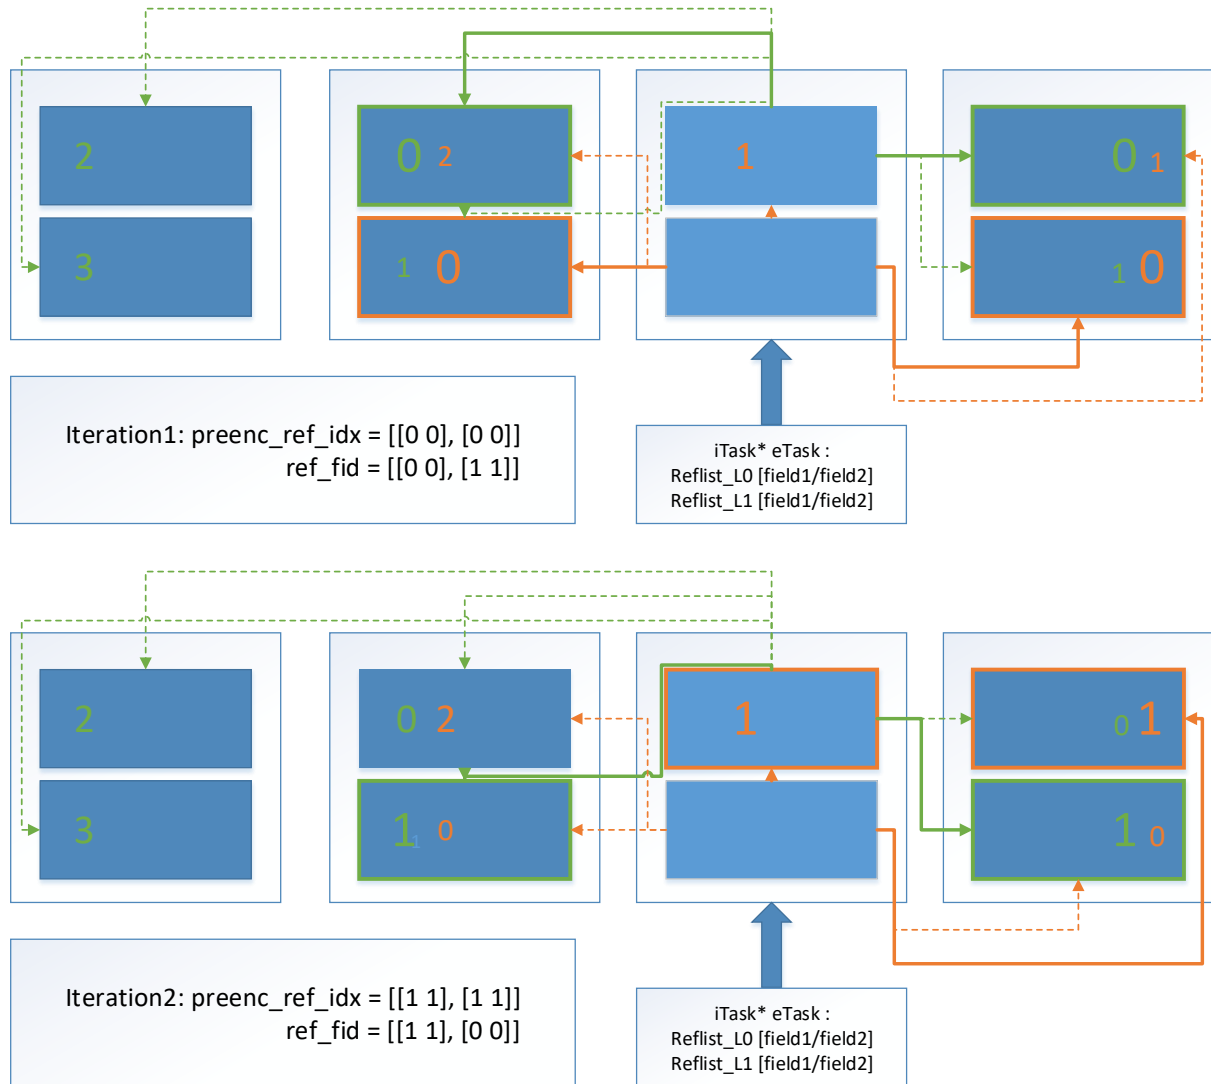 2
0 2
1
0 1
3
1 0
1 0
Iteration1: preenc_ref_idx = [[0 0], [0 0]]
ref_fid = [[0 0], [1 1]]
iTask* eTask :
Reflist_L0 [field1/field2]
Reflist_L1 [field1/field2]
2
0 2
1
0 1
3
1 1 0
1 0
Iteration2: preenc_ref_idx = [[1 1], [1 1]]
ref_fid = [[1 1], [0 0]]
iTask* eTask :
Reflist_L0 [field1/field2]
Reflist_L1 [field1/field2]